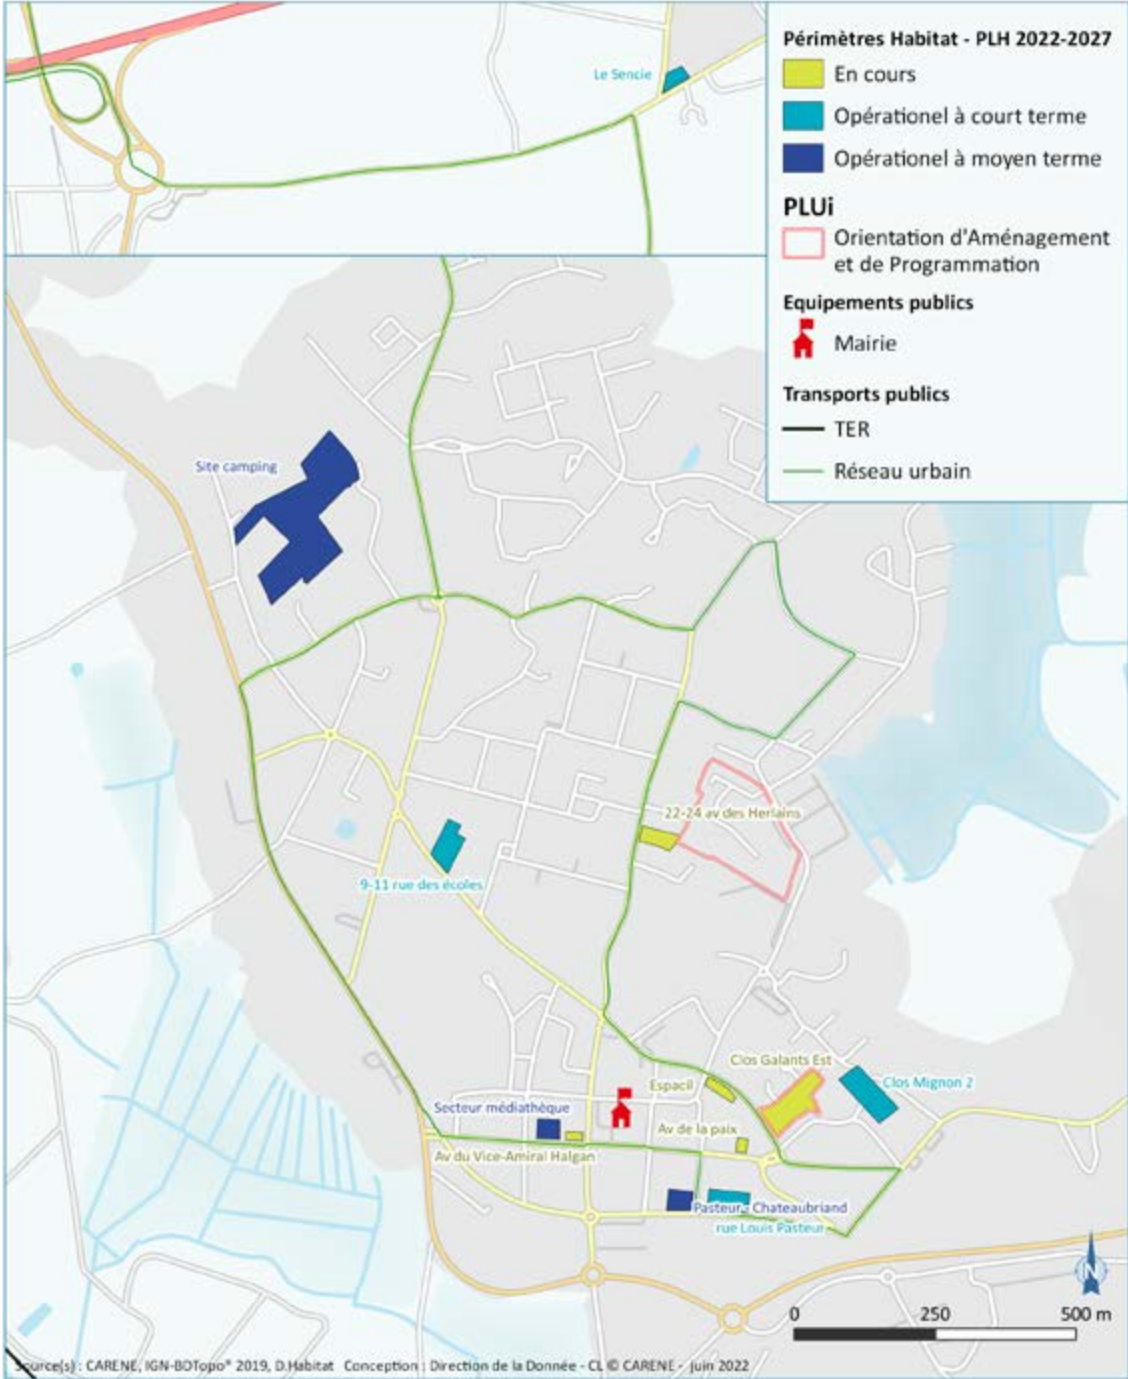 Le Sencie
Périmètres Habitat - PLH 2022-2027
En cours
Opérationel à court terme
Opérationel à moyen terme
PLUi
Orientation d'Aménagement
et de Programmation
Equipements publics
Mairie
Transports publics
TER
Réseau urbain
Site camping
22-24 av des Herlains
9-11 rue des écoles
Clos Galants Est
Espacil
Clos Mignon 2
Secteur médiathèque
Av de la paix
Av du Vice-Amiral Halgan
Pasteur - Chateaubriand
rue Louis Pasteur
N
0 250 500 m
Source(s) : CARENE, IGN-BDTopo® 2019, D.Habitat Conception : Direction de la Donnée - CL © CARENE - juin 2022